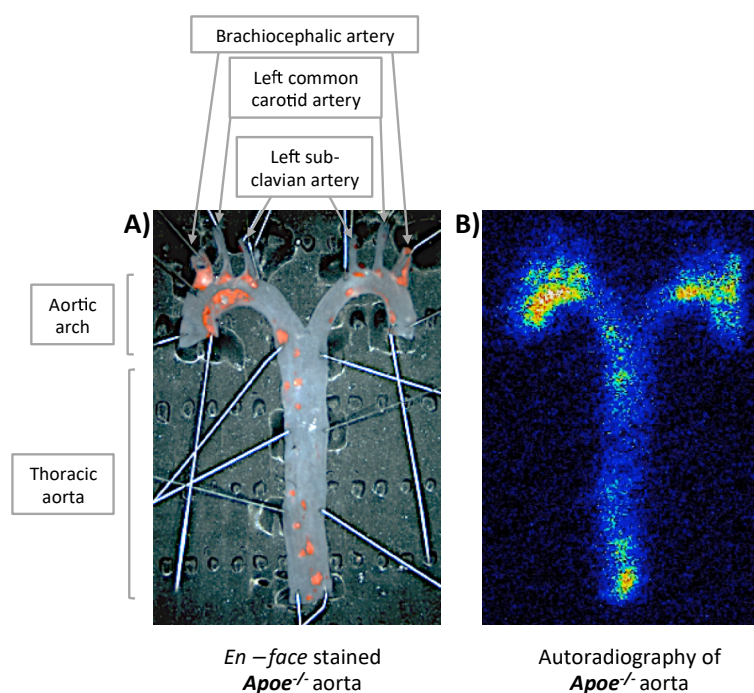 Brachiocephalic artery
Left common
carotid artery
Left sub-
clavian artery
A)
B)
Aortic
arch
Thoracic
aorta
En – face stained
Apoe-/- aorta
Autoradiography of
Apoe-/- aorta